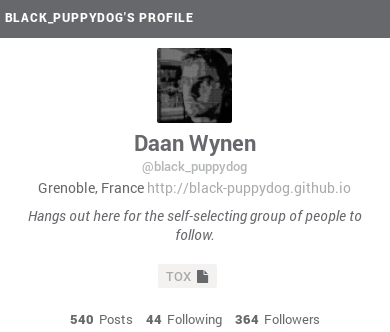 BLACK_PUPPYDOG'S PROFILE
Daan Wynen
@black_puppydog
Grenoble, France http://black-puppydog.github.io
Hangs out here for the self-selecting group of people to
follow.
TOX
540 Posts 44 Following 364 Followers